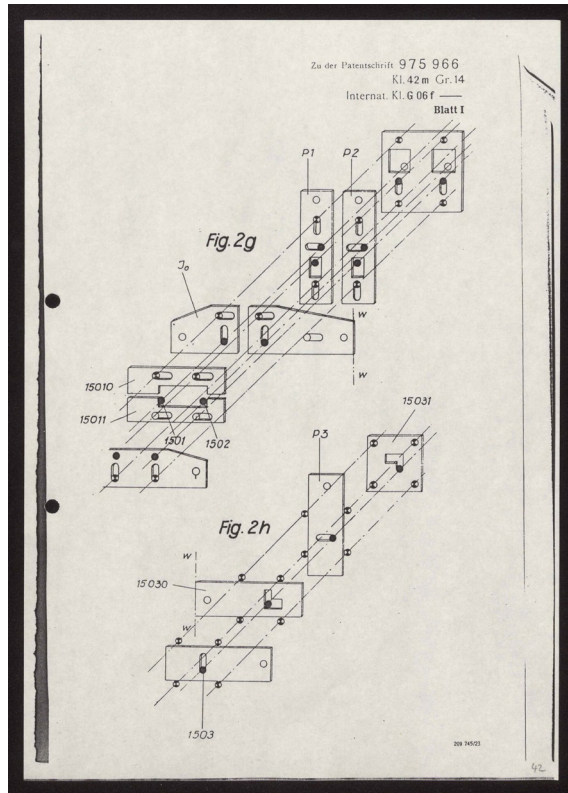 Zu der Patentschrift 975 966
Kl. 42 m Gr. 14
Internat. Kl. G 06 f —
Blatt I
P1
P2
Fig. 2g
J₀
w
w
15010
15011
1501
1502
15031
P3
Fig. 2h
w
15030
w
1503
209 745/23
42